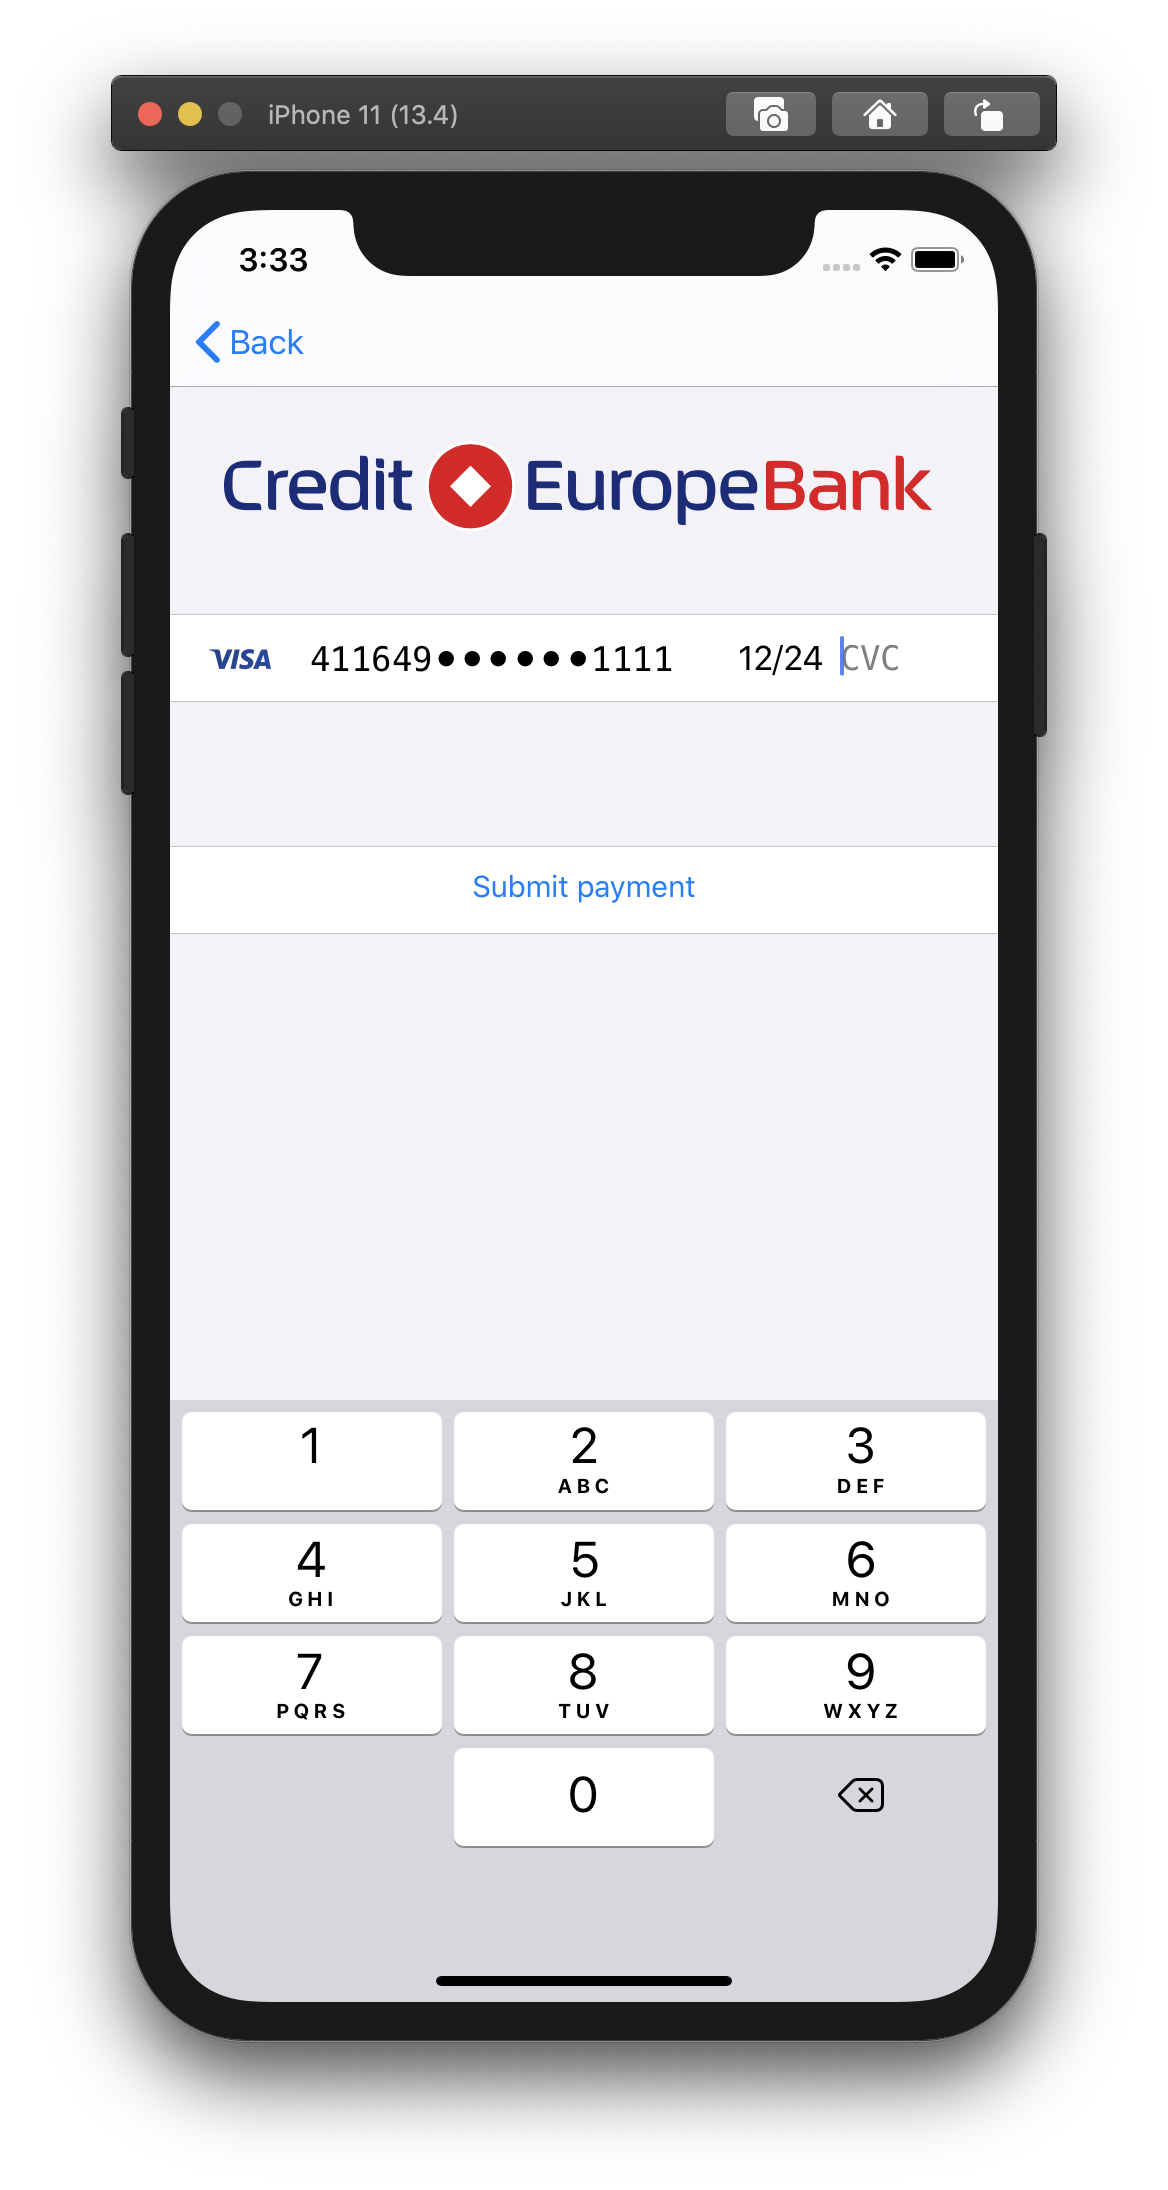 iPhone 11 (13.4)
3:33
Back
Credit EuropeBank
VISA 411649●●●●●●1111 12/24 CVC
Submit payment
1 2 3
ABC DEF
4 5 6
GHI JKL MNO
7 8 9
PQRS TUV WXYZ
0